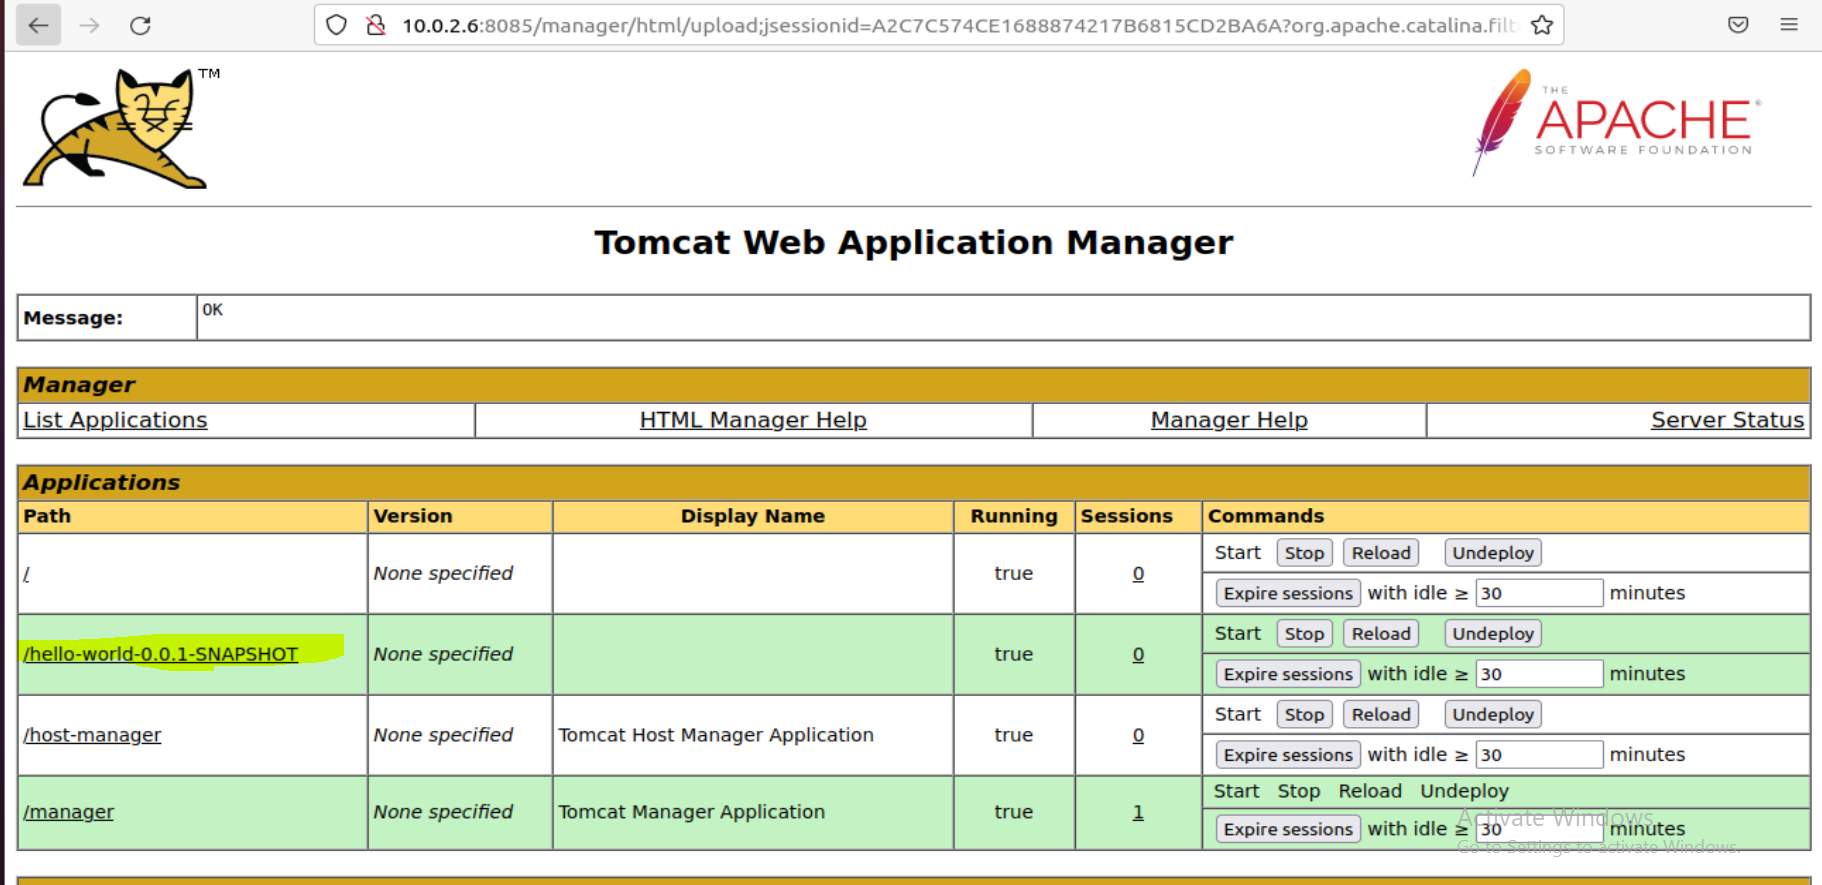 10.0.2.6:8085/manager/html/upload;jsessionid=A2C7C574CE1688874217B6815CD2BA6A?org.apache.catalina.filt
TM
THE
APACHE®
SOFTWARE FOUNDATION
Tomcat Web Application Manager
Message: OK
Manager
List Applications HTML Manager Help Manager Help Server Status
Applications
Path Version Display Name Running Sessions Commands
Start Stop Reload Undeploy
/ None specified true 0
Expire sessions with idle ≥ 30 minutes
Start Stop Reload Undeploy
/hello-world-0.0.1-SNAPSHOT None specified true 0
Expire sessions with idle ≥ 30 minutes
Start Stop Reload Undeploy
/host-manager None specified Tomcat Host Manager Application true 0
Expire sessions with idle ≥ 30 minutes
Start Stop Reload Undeploy
/manager None specified Tomcat Manager Application true 1
Expire sessions with idle ≥ 30 minutes
Activate Windows
Go to Settings to activate Windows.